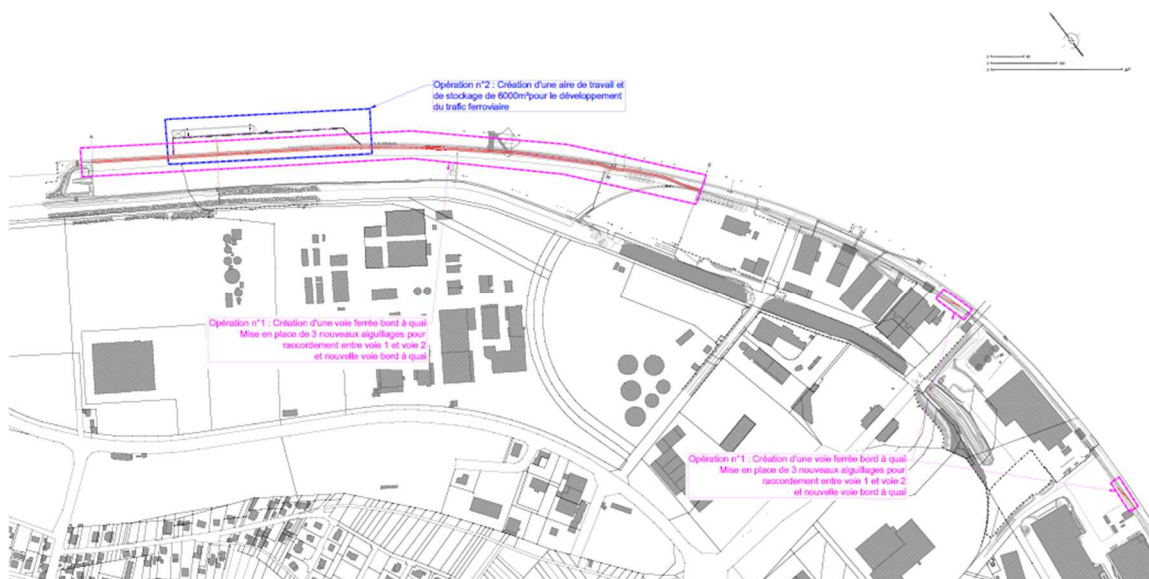 Opération n°2 : Création d'une aire de travail et
de stockage de 6000m²pour le développement
du trafic ferroviaire
A
B
Opération n°1 : Création d'une voie ferrée bord à quai
Mise en place de 3 nouveaux aiguillages pour
raccordement entre voie 1 et voie 2
et nouvelle voie bord à quai
Opération n°1 : Création d'une voie ferrée bord à quai
Mise en place de 3 nouveaux aiguillages pour
raccordement entre voie 1 et voie 2
et nouvelle voie bord à quai